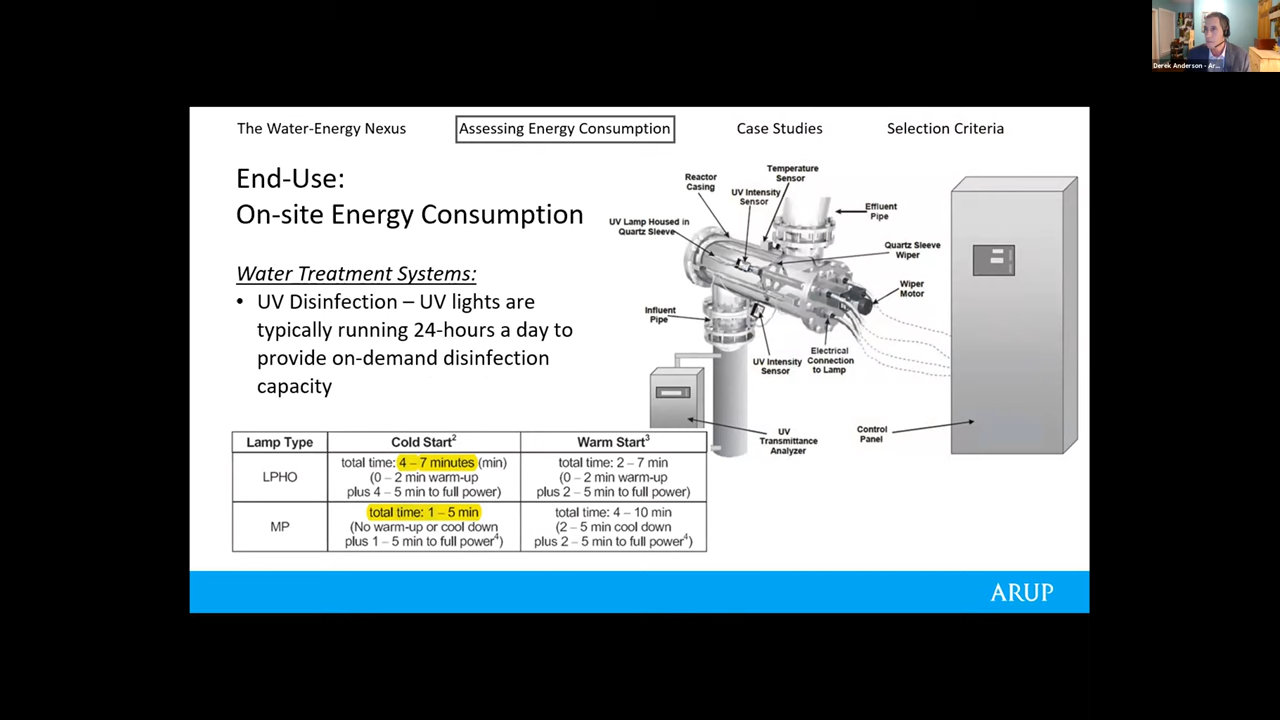 Derek Anderson - Ar...
The Water-Energy Nexus
Assessing Energy Consumption
Case Studies
Selection Criteria
End-Use:
On-site Energy Consumption
Water Treatment Systems:
• UV Disinfection – UV lights are
typically running 24-hours a day to
provide on-demand disinfection
capacity
Temperature
Sensor
Reactor
Casing
UV Intensity
Sensor
Effluent
Pipe
UV Lamp Housed in
Quartz Sleeve
Quartz Sleeve
Wiper
Wiper
Motor
Influent
Pipe
Electrical
Connection
to Lamp
UV Intensity
Sensor
UV
Transmittance
Analyzer
Control
Panel
Lamp Type
Cold Start²
Warm Start³
LPHO
total time: 4 – 7 minutes (min)
(0 – 2 min warm-up
plus 4 – 5 min to full power)
total time: 2 – 7 min
(0 – 2 min warm-up
plus 2 – 5 min to full power)
MP
total time: 1 – 5 min
(No warm-up or cool down
plus 1 – 5 min to full power⁴)
total time: 4 – 10 min
(2 – 5 min cool down
plus 2 – 5 min to full power⁴)
ARUP